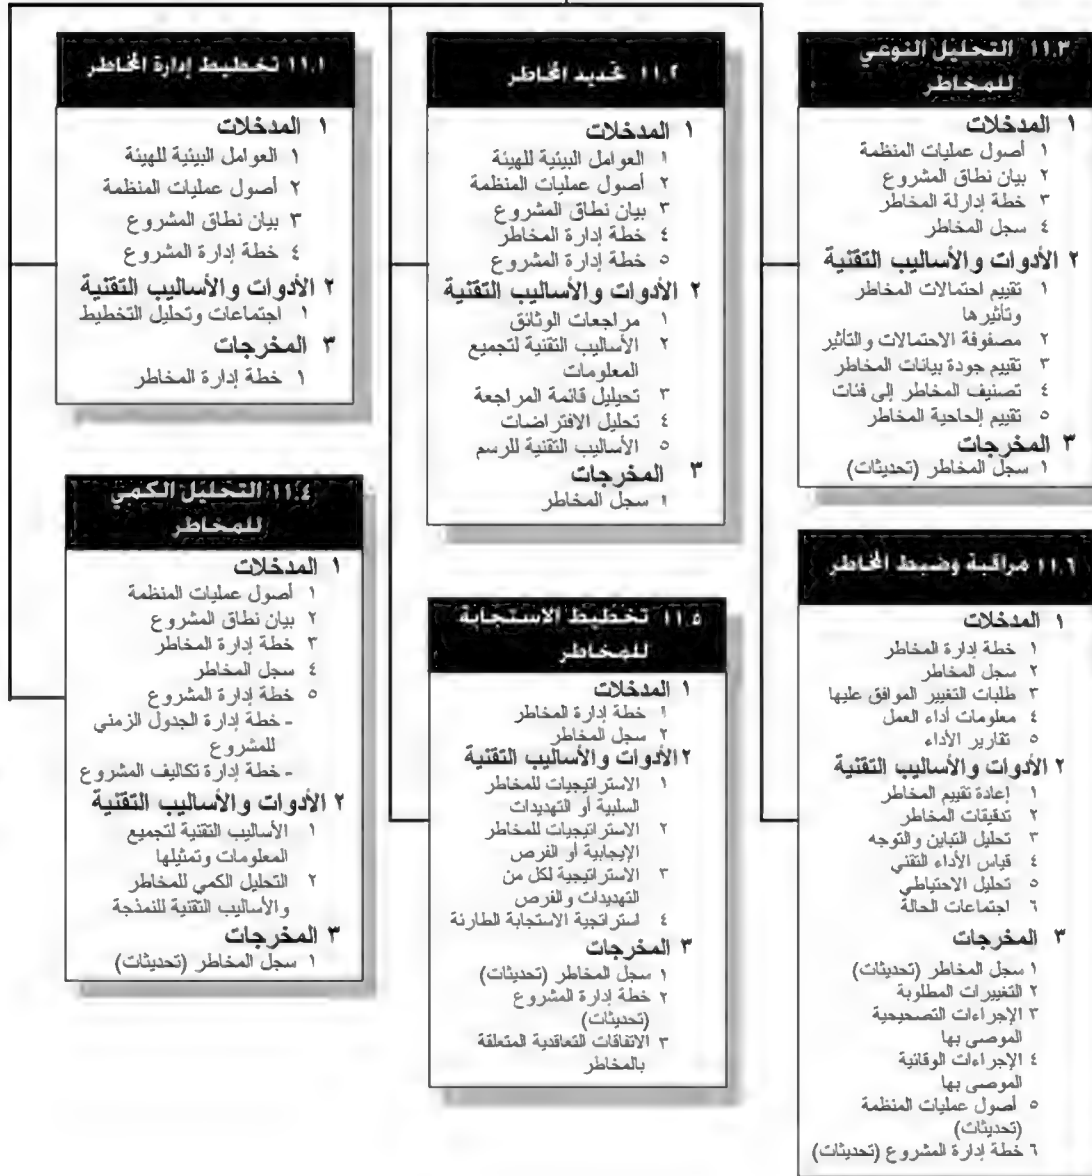 ١١.١ تخطيط إدارة المخاطر
١ المدخلات
١ العوامل البيئية للهيئة
٢ أصول عمليات المنظمة
٣ بيان نطاق المشروع
٤ خطة إدارة المشروع
٢ الأدوات والأساليب التقنية
١ اجتماعات وتحليل التخطيط
٣ المخرجات
١ خطة إدارة المخاطر
١١.٢ تحديد المخاطر
١ المدخلات
١ العوامل البيئية للهيئة
٢ أصول عمليات المنظمة
٣ بيان نطاق المشروع
٤ خطة إدارة المخاطر
٥ خطة إدارة المشروع
٢ الأدوات والأساليب التقنية
١ مراجعات الوثائق
٢ الأساليب التقنية لتجميع
المعلومات
٣ تحيليل قائمة المراجعة
٤ تحليل الافتراضات
٥ الأساليب التقنية للرسم
٣ المخرجات
١ سجل المخاطر
١١.٣ التحليل النوعي
للمخاطر
١ المدخلات
١ أصول عمليات المنظمة
٢ بيان نطاق المشروع
٣ خطة إدارلة المخاطر
٤ سجل المخاطر
٢ الأدوات والأساليب التقنية
١ تقييم احتمالات المخاطر
وتأثيرها
٢ مصفوفة الاحتمالات والتأثير
٣ تقييم جودة بيانات المخاطر
٤ تصنيف المخاطر إلى فئات
٥ تقييم إلحاحية المخاطر
٣ المخرجات
١ سجل المخاطر (تحديثات)
١١.٤ التحليل الكمي
للمخاطر
١ المدخلات
١ أصول عمليات المنظمة
٢ بيان نطاق المشروع
٣ خطة إدارة المخاطر
٤ سجل المخاطر
٥ خطة إدارة المشروع
- خطة إدارة الجدول الزمني
للمشروع
- خطة إدارة تكاليف المشروع
٢ الأدوات والأساليب التقنية
١ الأساليب التقنية لتجميع
المعلومات وتمثيلها
٢ التحليل الكمي للمخاطر
والأساليب التقنية للنمذجة
٣ المخرجات
١ سجل المخاطر (تحديثات)
١١.٥ تخطيط الاستجابة
للمخاطر
١ المدخلات
١ خطة إدارة المخاطر
٢ سجل المخاطر
٢ الأدوات والأساليب التقنية
١ الاستراتيجيات للمخاطر
السلبية أو التهديدات
٢ الاستراتيجيات للمخاطر
الإيجابية أو الفرص
٣ الاستراتيجية لكل من
التهديدات والفرص
٤ استراتجية الاستجابة الطارئة
٣ المخرجات
١ سجل المخاطر (تحديثات)
٢ خطة إدارة المشروع
(تحديثات)
٣ الاتفاقات التعاقدية المتعلقة
بالمخاطر
١١.٦ مراقبة وضبط المخاطر
١ المدخلات
١ خطة إدارة المخاطر
٢ سجل المخاطر
٣ طلبات التغيير الموافق عليها
٤ معلومات أداء العمل
٥ تقارير الأداء
٢ الأدوات والأساليب التقنية
١ إعادة تقييم المخاطر
٢ تدقيقات المخاطر
٣ تحليل التباين والتوجه
٤ قياس الأداء التقني
٥ تحليل الاحتياطي
٦ اجتماعات الحالة
٣ المخرجات
١ سجل المخاطر (تحديثات)
٢ التغييرات المطلوبة
٣ الإجراءات التصحيحية
الموصى بها
٤ الإجراءات الوقائية
الموصى بها
٥ أصول عمليات المنظمة
(تحديثات)
٦ خطة إدارة المشروع (تحديثات)